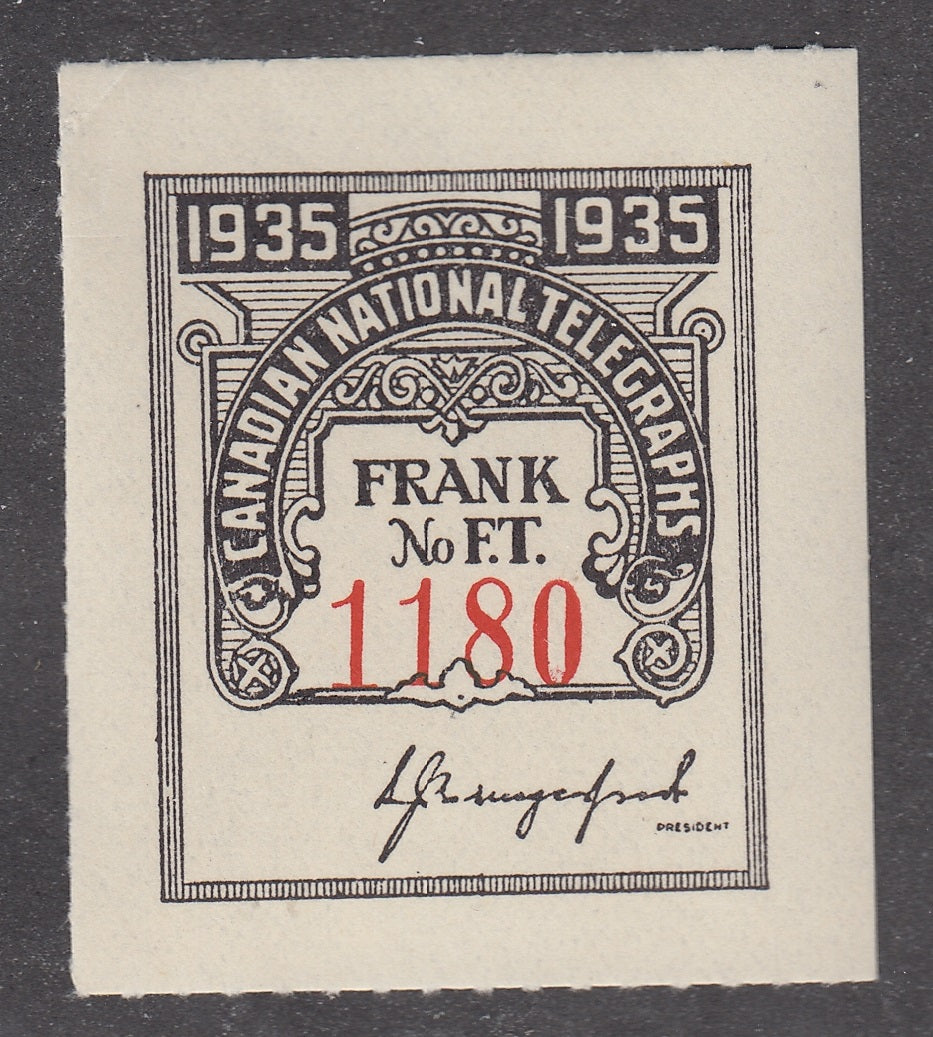 1935 1935
CANADIAN NATIONAL TELEGRAPHS
FRANK
No F.T.
1180
PRESIDENT